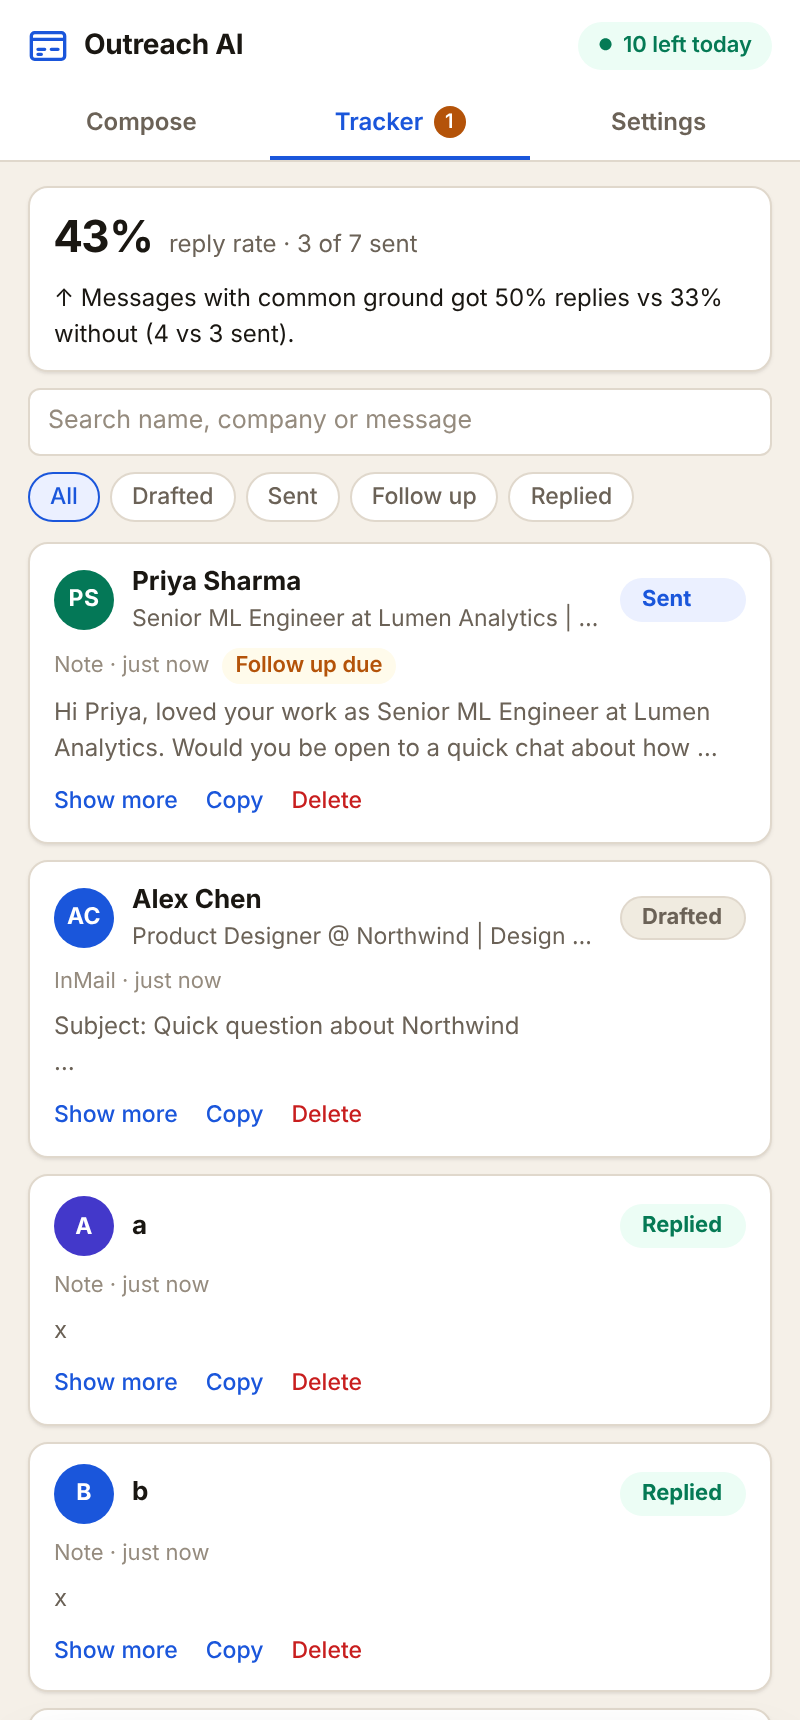 Outreach AI
10 left today
Compose
Tracker 1
Settings
43% reply rate · 3 of 7 sent
↑ Messages with common ground got 50% replies vs 33%
without (4 vs 3 sent).
Search name, company or message
All
Drafted
Sent
Follow up
Replied
PS
Priya Sharma
Senior ML Engineer at Lumen Analytics | ...
Sent
Note · just now
Follow up due
Hi Priya, loved your work as Senior ML Engineer at Lumen
Analytics. Would you be open to a quick chat about how ...
Show more Copy Delete
AC
Alex Chen
Product Designer @ Northwind | Design ...
Drafted
InMail · just now
Subject: Quick question about Northwind
...
Show more Copy Delete
A
a
Replied
Note · just now
x
Show more Copy Delete
B
b
Replied
Note · just now
x
Show more Copy Delete